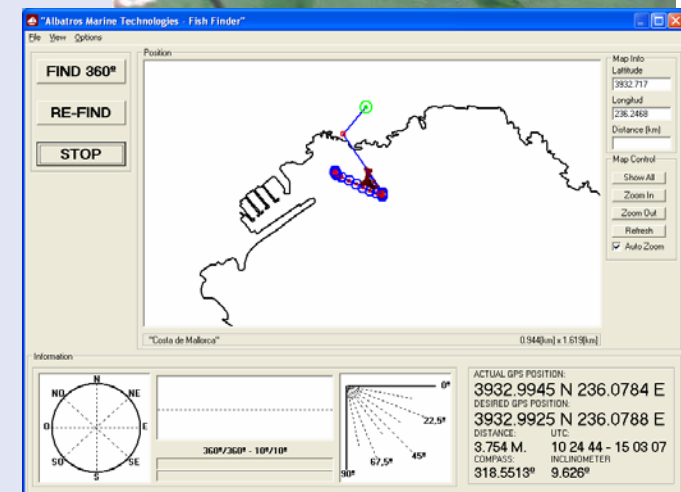 "Albatros Marine Technologies - Fish Finder"
File View Options
FIND 360º
RE-FIND
STOP
Position
"Costa de Mallorca"
0.944[km] x 1.619[km]
Map Info
Lattitude
3932.717
Longitud
236.2468
Distance [km]
Map Control
Show All
Zoom In
Zoom Out
Refresh
Auto Zoom
Information
N
NO NE
O E
SO SE
S
360º/360º - 10º/10º
0º
22,5º
45º
67,5º
90º
ACTUAL GPS POSITION:
3932.9945 N 236.0784 E
DESIRED GPS POSITION:
3932.9925 N 236.0788 E
DISTANCE: UTC:
3.754 M. 10 24 44 - 15 03 07
COMPASS: INCLINOMETER
318.5513º 9.626º